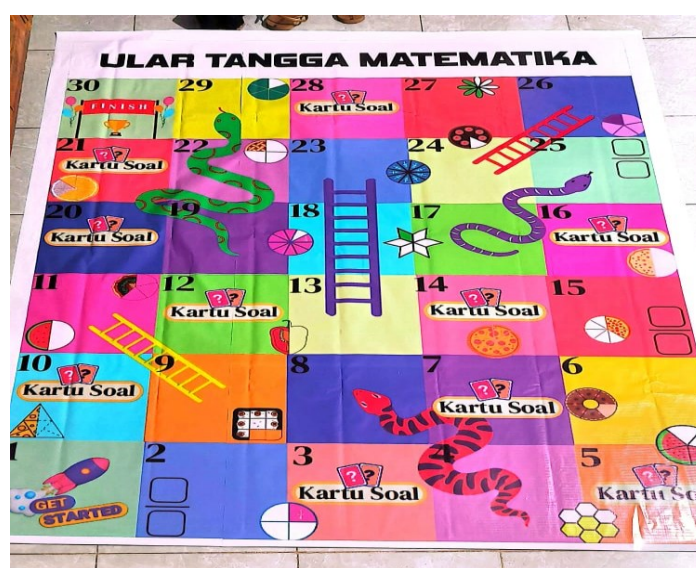 ULAR TANGGA MATEMATIKA
30 29 28 27 26
FINISH
Kartu Soal
21 22 23 24 25
Kartu Soal
20 19 18 17 16
Kartu Soal
Kartu Soal
11 12 13 14 15
Kartu Soal
Kartu Soal
10 9 8 7 6
Kartu Soal
Kartu Soal
1 2 3 4 5
Kartu Soal
Kartu So
GET
STARTED